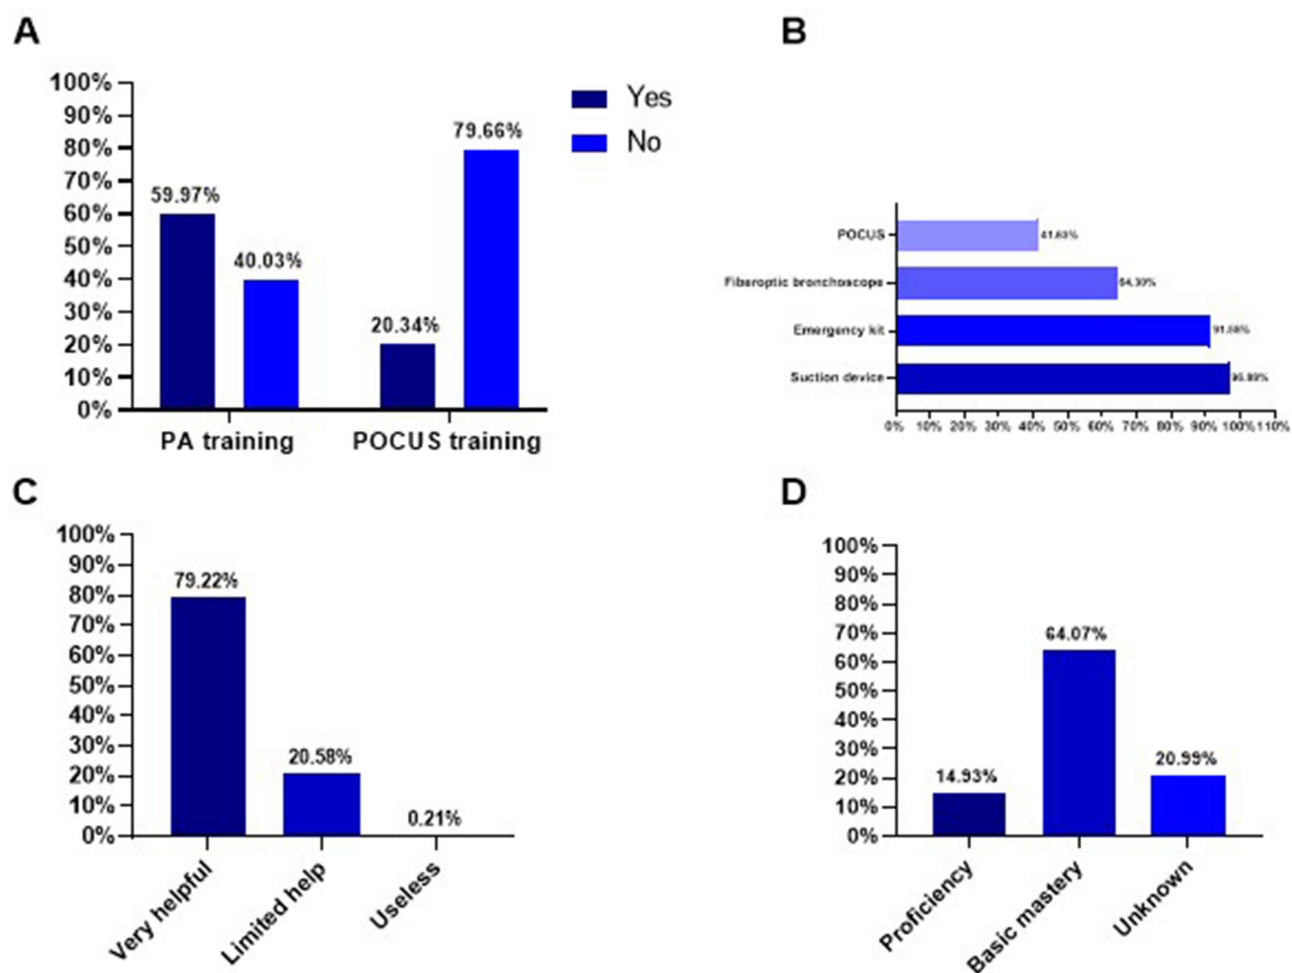 A
100%
90%
80%
70%
60%
50%
40%
30%
20%
10%
0%
59.97%
40.03%
20.34%
79.66%
PA training
POCUS training
Yes
No
B
POCUS
Fiberoptic bronchoscope
Emergency kit
Suction device
0% 10% 20% 30% 40% 50% 60% 70% 80% 90% 100% 110%
C
100%
90%
80%
70%
60%
50%
40%
30%
20%
10%
0%
79.22%
20.58%
0.21%
Very helpful
Limited help
Useless
D
100%
90%
80%
70%
60%
50%
40%
30%
20%
10%
0%
14.93%
64.07%
20.99%
Proficiency
Basic mastery
Unknown